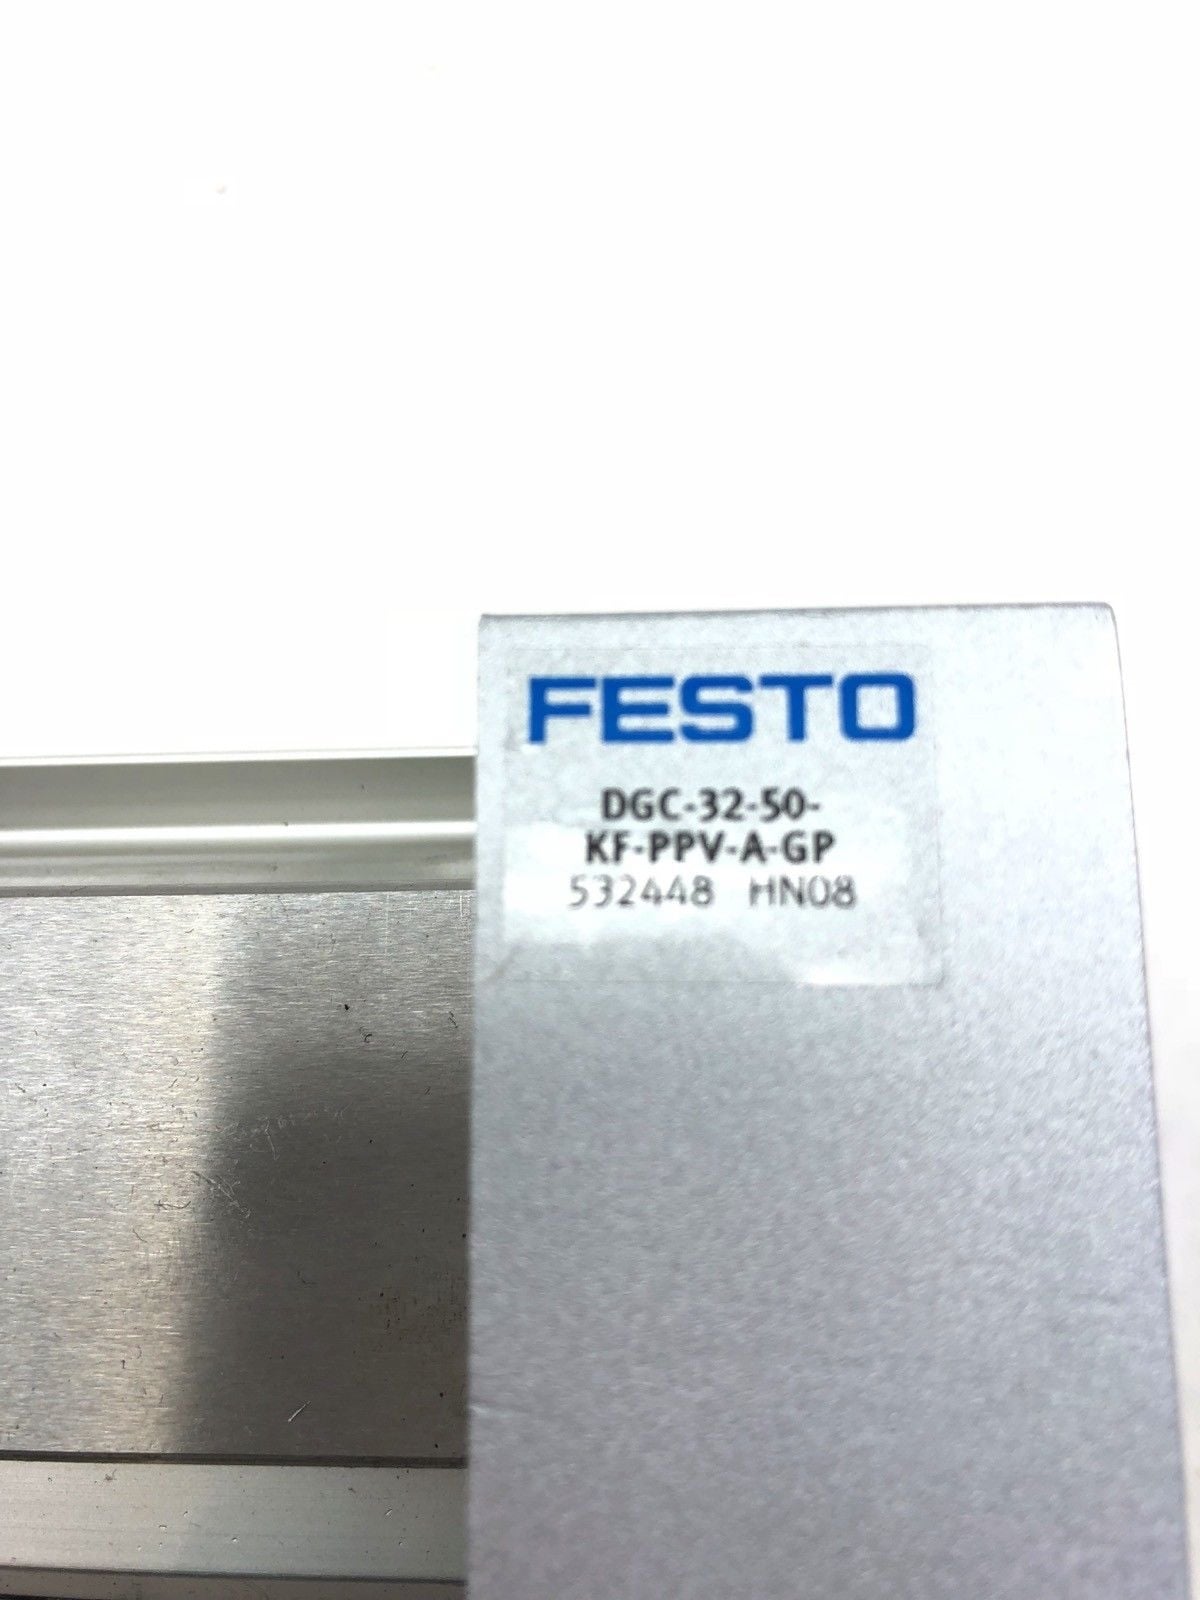 FESTO
DGC-32-50-
KF-PPV-A-GP
532448 HN08